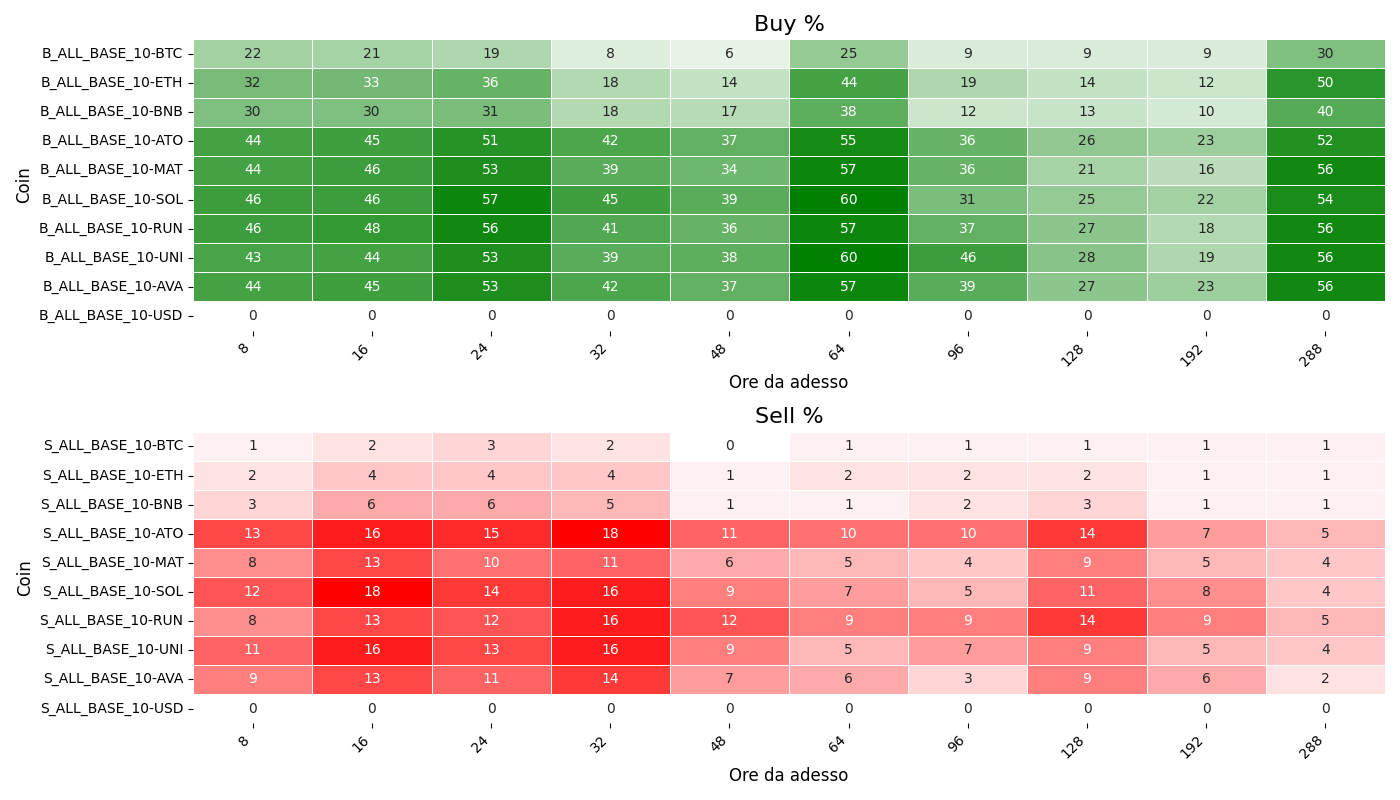 Buy %
Coin
B_ALL_BASE_10-BTC 22 21 19 8 6 25 9 9 9 30
B_ALL_BASE_10-ETH 32 33 36 18 14 44 19 14 12 50
B_ALL_BASE_10-BNB 30 30 31 18 17 38 12 13 10 40
B_ALL_BASE_10-ATO 44 45 51 42 37 55 36 26 23 52
B_ALL_BASE_10-MAT 44 46 53 39 34 57 36 21 16 56
B_ALL_BASE_10-SOL 46 46 57 45 39 60 31 25 22 54
B_ALL_BASE_10-RUN 46 48 56 41 36 57 37 27 18 56
B_ALL_BASE_10-UNI 43 44 53 39 38 60 46 28 19 56
B_ALL_BASE_10-AVA 44 45 53 42 37 57 39 27 23 56
B_ALL_BASE_10-USD 0 0 0 0 0 0 0 0 0 0
8 16 24 32 48 64 96 128 192 288
Ore da adesso
Sell %
Coin
S_ALL_BASE_10-BTC 1 2 3 2 0 1 1 1 1 1
S_ALL_BASE_10-ETH 2 4 4 4 1 2 2 2 1 1
S_ALL_BASE_10-BNB 3 6 6 5 1 1 2 3 1 1
S_ALL_BASE_10-ATO 13 16 15 18 11 10 10 14 7 5
S_ALL_BASE_10-MAT 8 13 10 11 6 5 4 9 5 4
S_ALL_BASE_10-SOL 12 18 14 16 9 7 5 11 8 4
S_ALL_BASE_10-RUN 8 13 12 16 12 9 9 14 9 5
S_ALL_BASE_10-UNI 11 16 13 16 9 5 7 9 5 4
S_ALL_BASE_10-AVA 9 13 11 14 7 6 3 9 6 2
S_ALL_BASE_10-USD 0 0 0 0 0 0 0 0 0 0
8 16 24 32 48 64 96 128 192 288
Ore da adesso